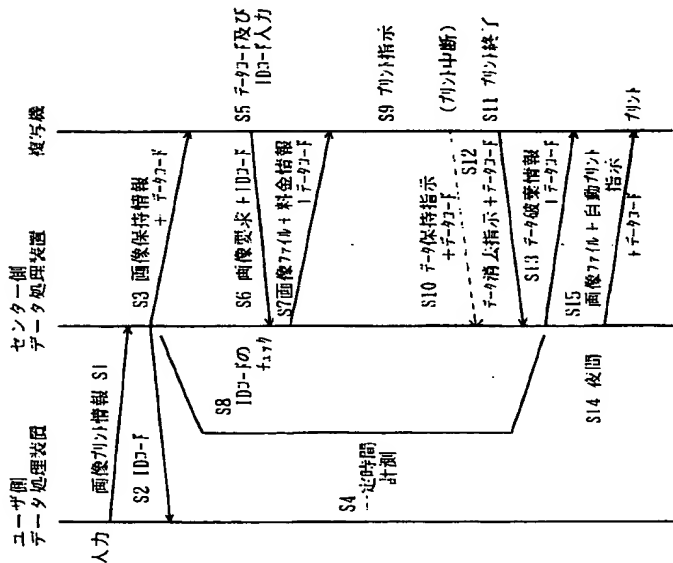 ユーザ側
データ処理装置
センター側
データ処理装置
複写機
入力
画像プリント情報 S1
S2 IDコード
S3 画像保持情報
+ データコード
S4
一定時間
計測
S5 データコード及び
IDコード入力
S6 画像要求+IDコード
S7画像ファイル+料金情報
+データコード
S8
IDコードの
チェック
S9 プリント指示
S10 データ保持指示
+データコード
(プリント中断)
S12
データ消去指示+データコード
S11 プリント終了
S13 データ破棄情報
+データコード
S14 夜間
S15
画像ファイル+自動プリント
指示
+データコード
プリント